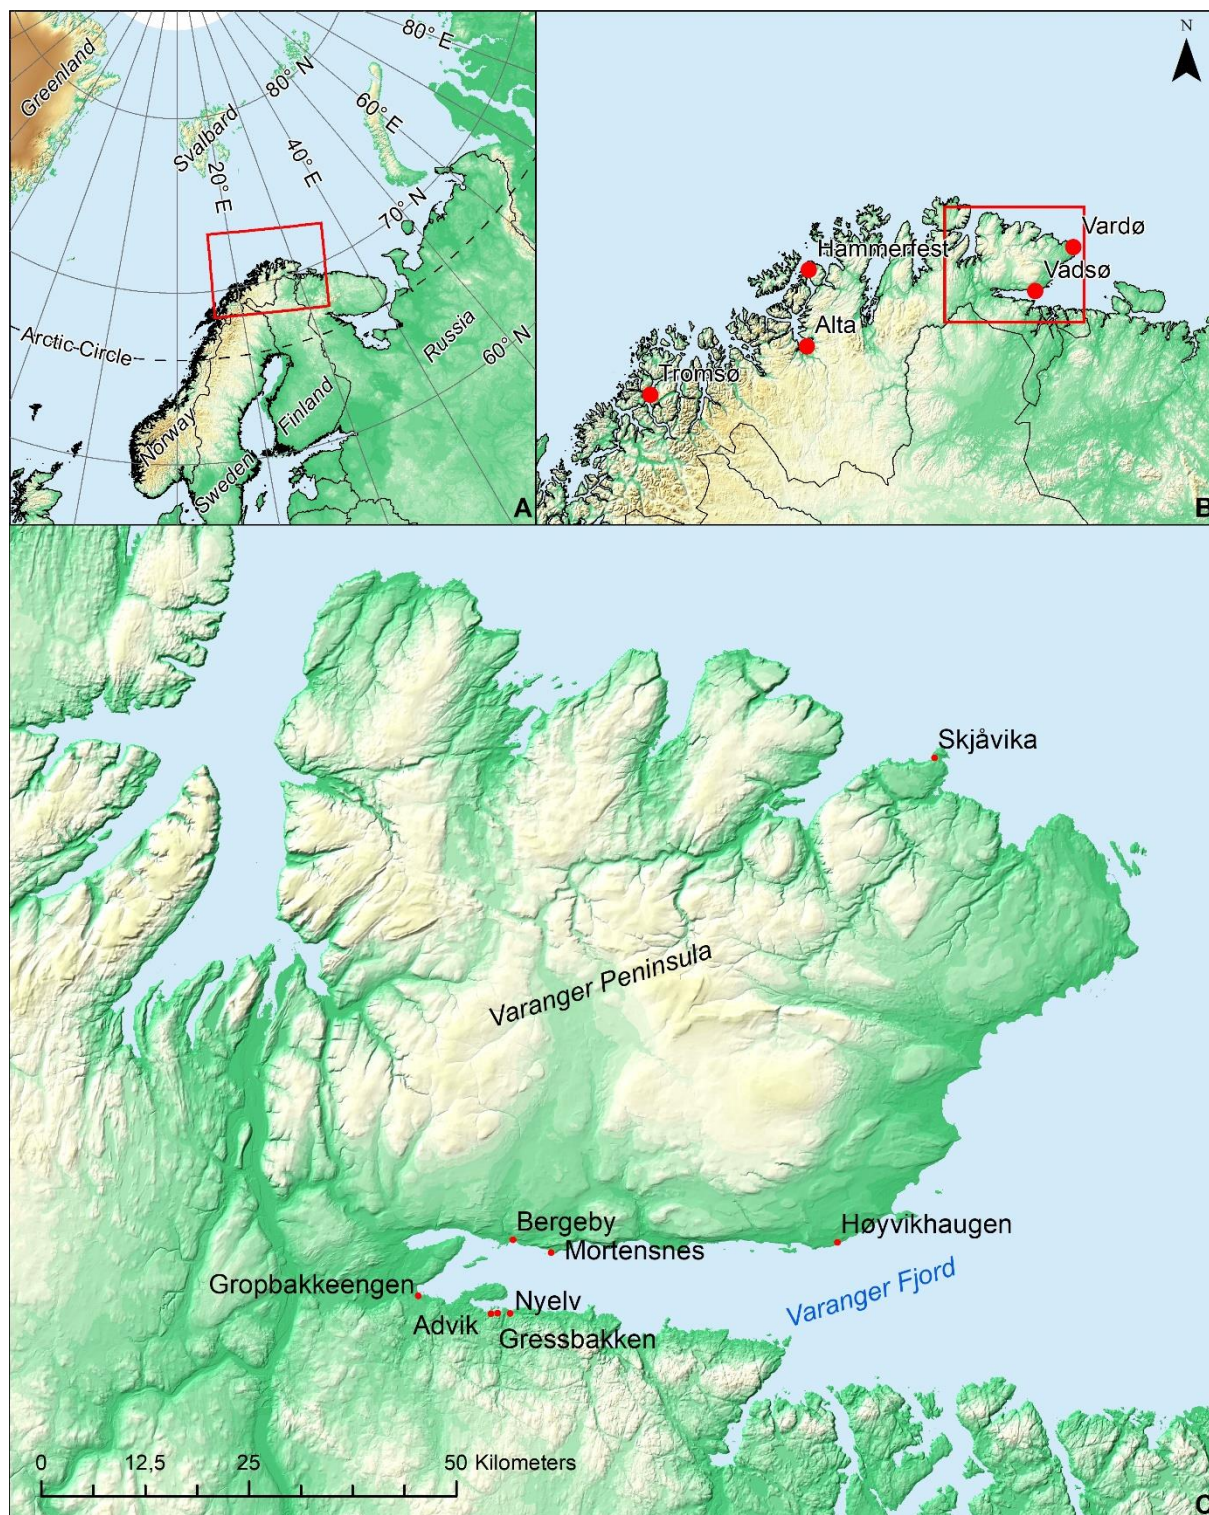 Greenland
Svalbard
80° E
80° N
60° E
40° E
20° E
70° N
Arctic-Circle
Russia
60° N
Norway
Sweden
Finland
A
N
Vardø
Hammerfest
Vadsø
Alta
Tromsø
B
Skjåvika
Varanger Peninsula
Bergeby
Høyvikhaugen
Mortensnes
Gropbakkeengen
Varanger Fjord
Nyelv
Advik
Gressbakken
0 12,5 25 50 Kilometers
C